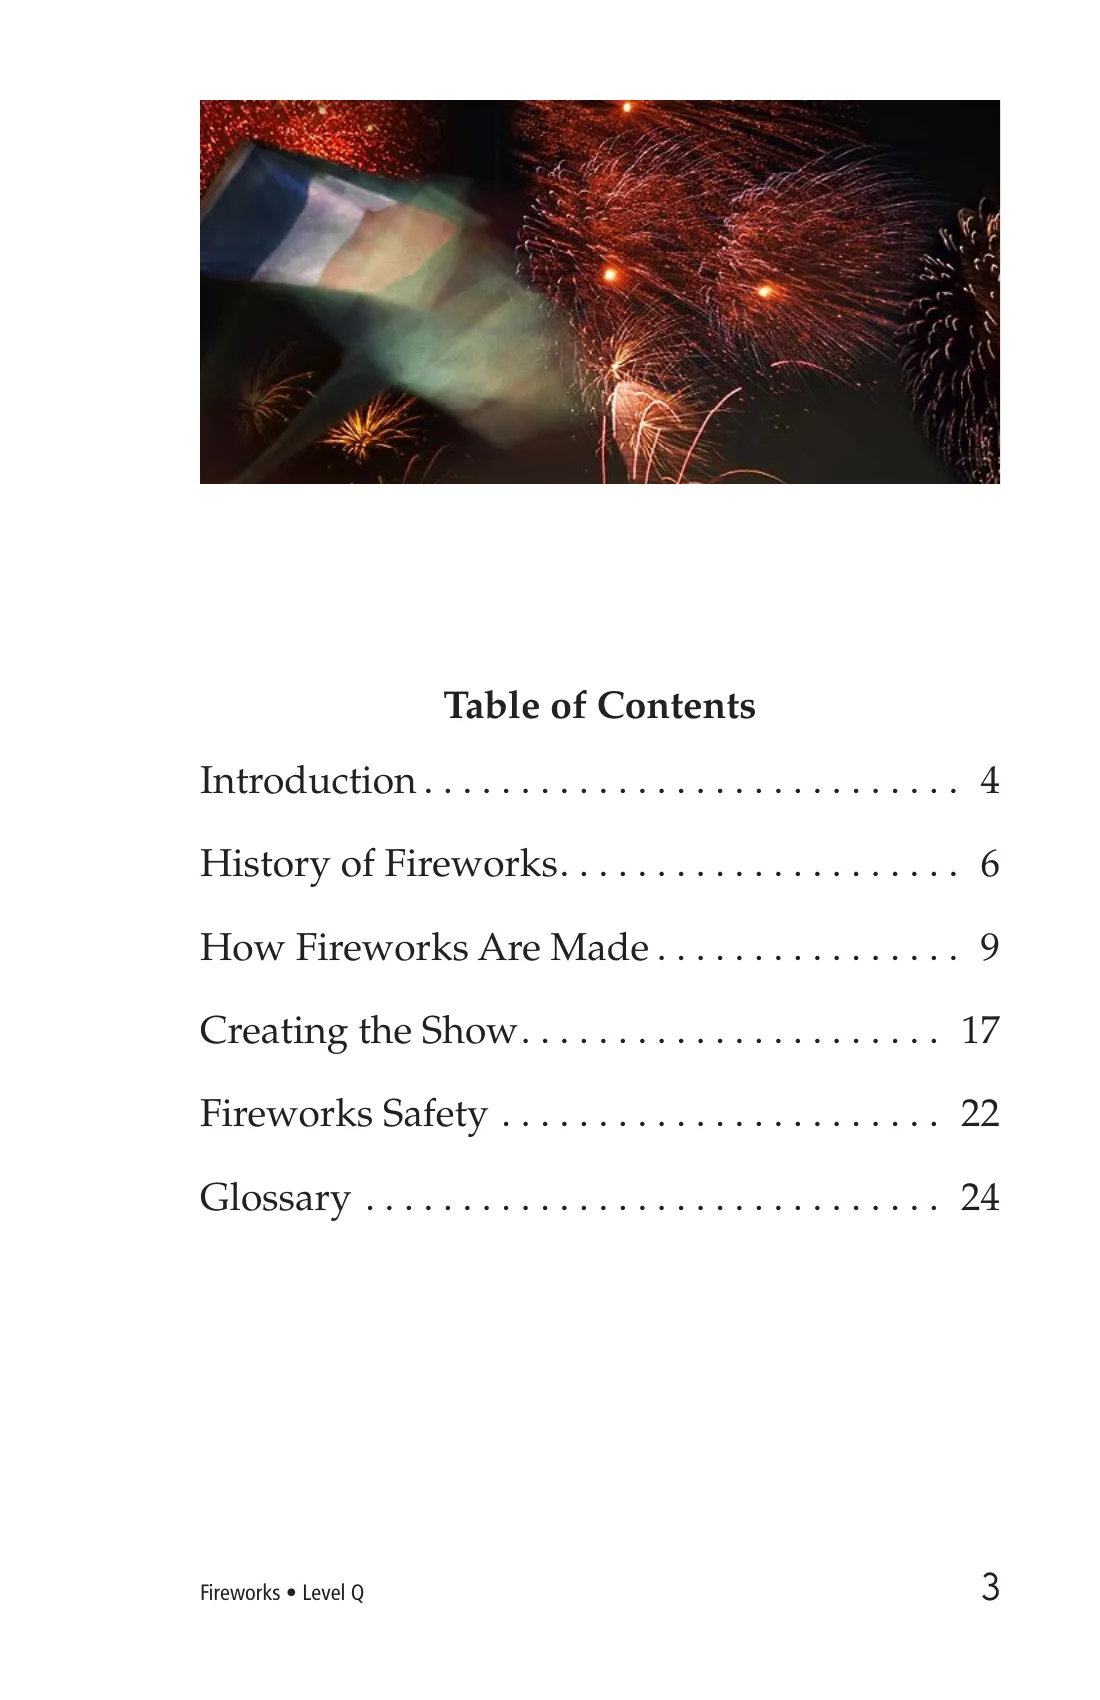 Table of Contents
Introduction . . . . . . . . . . . . . . . . . . . . . . . . . . . . 4
History of Fireworks. . . . . . . . . . . . . . . . . . . . . 6
How Fireworks Are Made . . . . . . . . . . . . . . . . 9
Creating the Show. . . . . . . . . . . . . . . . . . . . . . 17
Fireworks Safety . . . . . . . . . . . . . . . . . . . . . . . 22
Glossary . . . . . . . . . . . . . . . . . . . . . . . . . . . . . . 24
Fireworks • Level Q 3